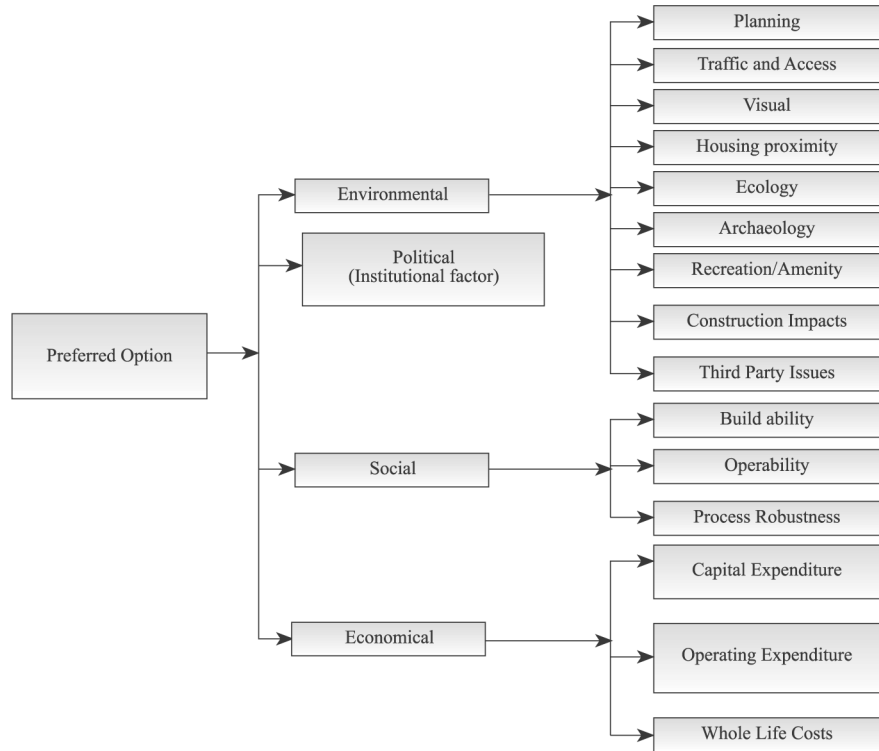 Preferred Option
Environmental
Political
(Institutional factor)
Social
Economical
Planning
Traffic and Access
Visual
Housing proximity
Ecology
Archaeology
Recreation/Amenity
Construction Impacts
Third Party Issues
Build ability
Operability
Process Robustness
Capital Expenditure
Operating Expenditure
Whole Life Costs